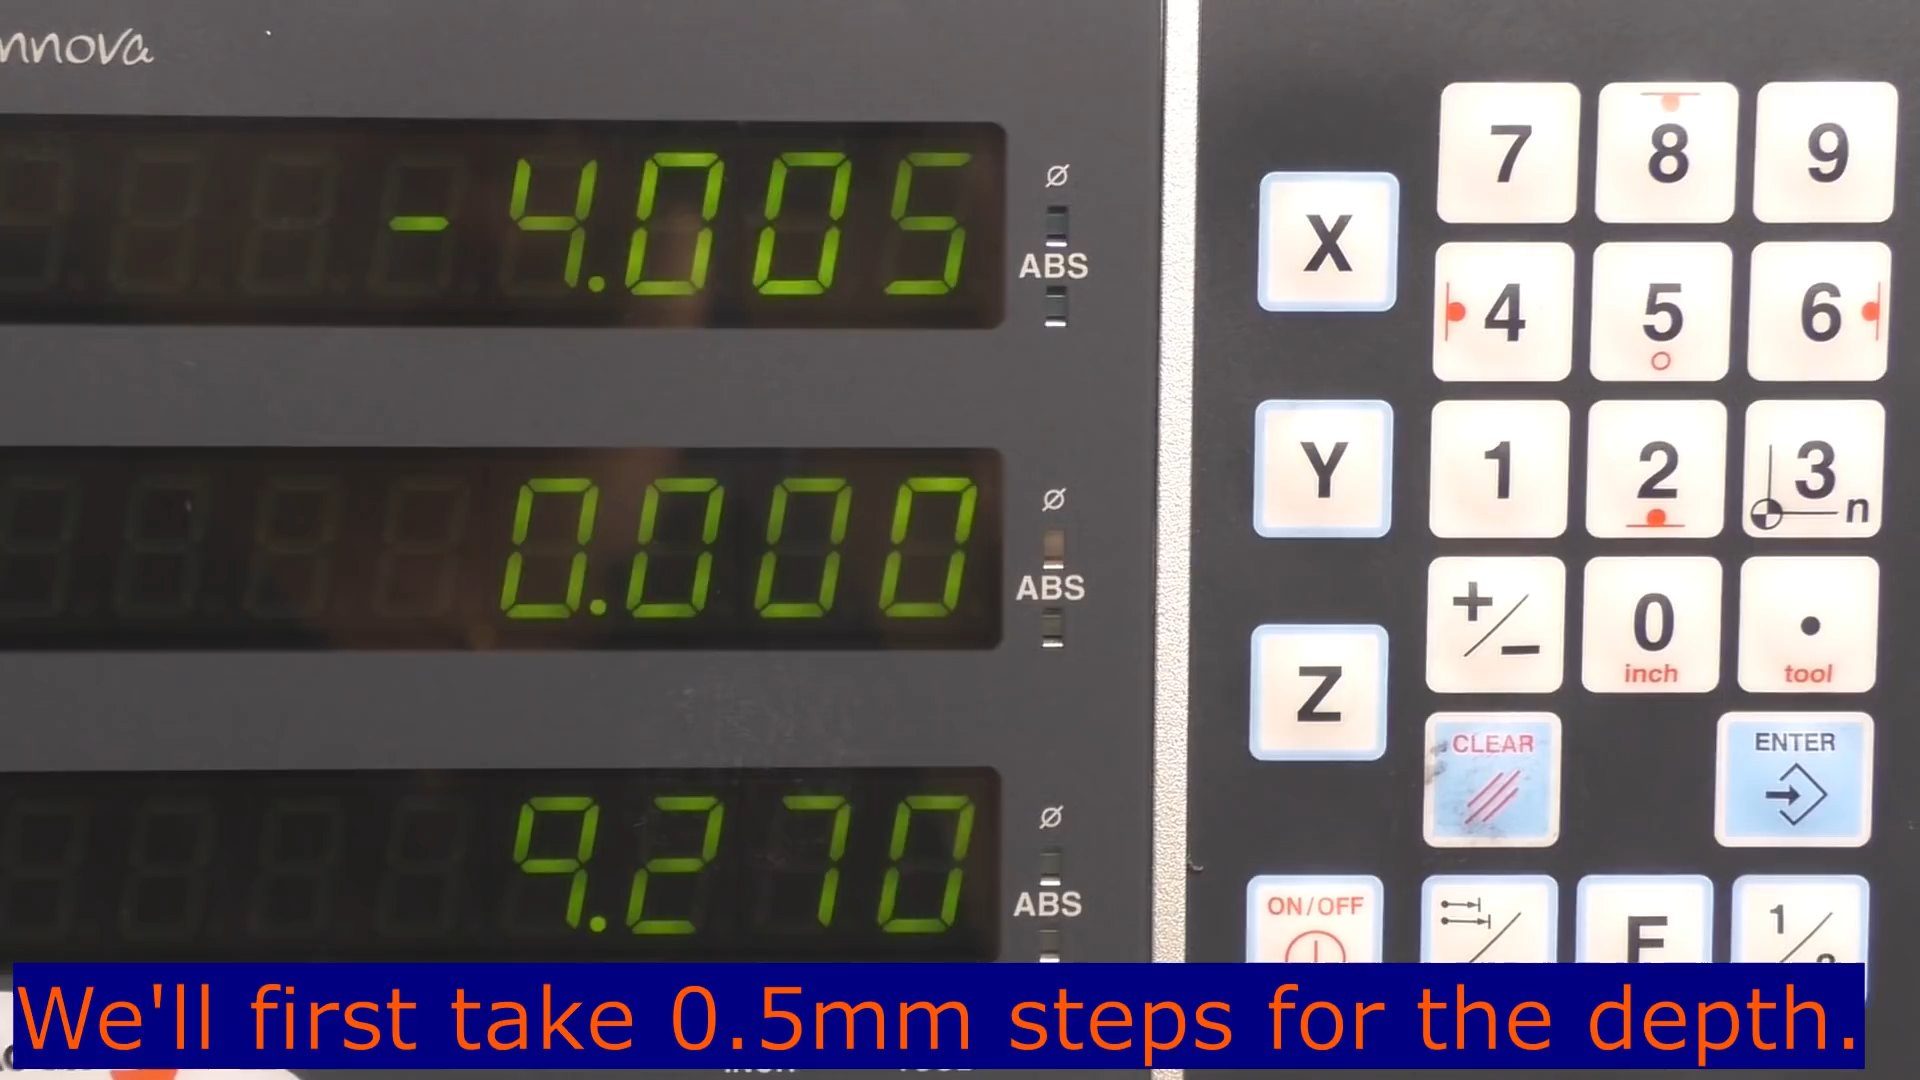 nnova
-4.005
Ø
ABS
0.000
Ø
ABS
9.270
Ø
ABS
X
Y
Z
7 8 9
4 5 6
1 2 3 n
+/- 0 .
inch tool
CLEAR ENTER
ON/OFF
1/2
We'll first take 0.5mm steps for the depth.